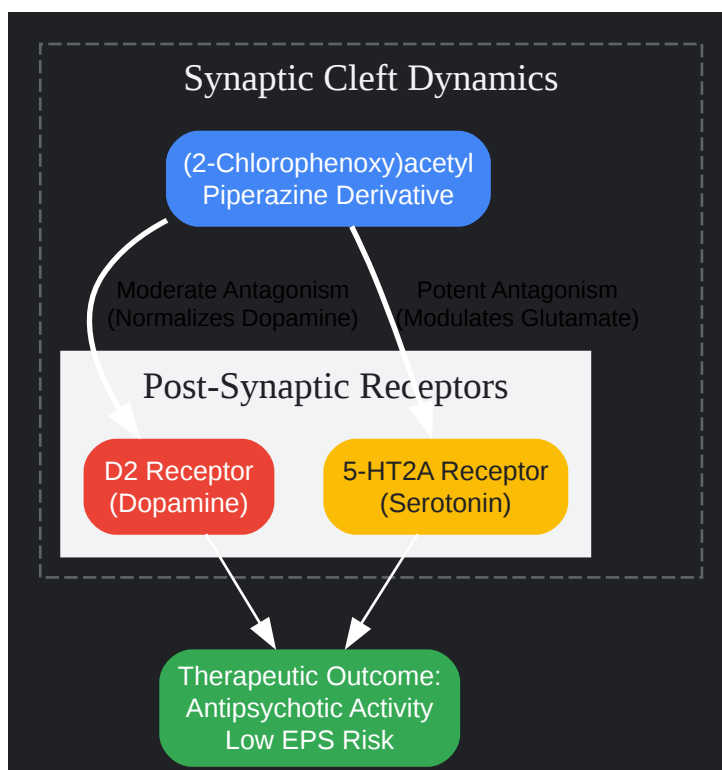 Synaptic Cleft Dynamics
(2-Chlorophenoxy)acetyl
Piperazine Derivative
Moderate Antagonism
(Normalizes Dopamine)
Potent Antagonism
(Modulates Glutamate)
Post-Synaptic Receptors
D2 Receptor
(Dopamine)
5-HT2A Receptor
(Serotonin)
Therapeutic Outcome:
Antipsychotic Activity
Low EPS Risk